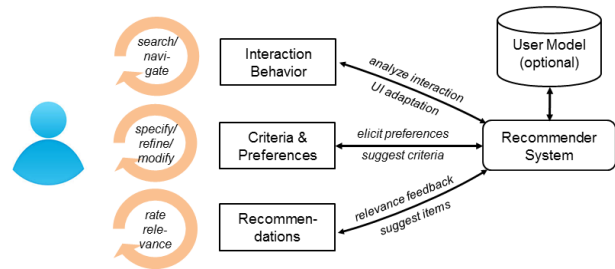 search/
navi-
gate
Interaction
Behavior
analyze interaction
UI adaptation
User Model
(optional)
specify/
refine/
modify
Criteria &
Preferences
elicit preferences
suggest criteria
Recommender
System
rate
rele-
vance
Recommen-
dations
relevance feedback
suggest items